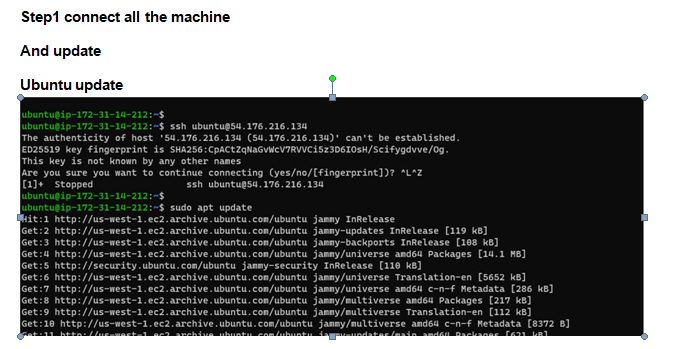 Step1 connect all the machine
And update
Ubuntu update
ubuntu@ip-172-31-14-212:~$
ubuntu@ip-172-31-14-212:~$ ssh ubuntu@54.176.216.134
The authenticity of host '54.176.216.134 (54.176.216.134)' can't be established.
ED25519 key fingerprint is SHA256:CpACtZqNaGvWcV7RVVCi5z3D6IOsH/Scifygdvve/Og.
This key is not known by any other names
Are you sure you want to continue connecting (yes/no/[fingerprint])? ^L^Z
[1]+  Stopped                 ssh ubuntu@54.176.216.134
ubuntu@ip-172-31-14-212:~$
ubuntu@ip-172-31-14-212:~$ sudo apt update
Hit:1 http://us-west-1.ec2.archive.ubuntu.com/ubuntu jammy InRelease
Get:2 http://us-west-1.ec2.archive.ubuntu.com/ubuntu jammy-updates InRelease [119 kB]
Get:3 http://us-west-1.ec2.archive.ubuntu.com/ubuntu jammy-backports InRelease [108 kB]
Get:4 http://us-west-1.ec2.archive.ubuntu.com/ubuntu jammy/universe amd64 Packages [14.1 MB]
Get:5 http://security.ubuntu.com/ubuntu jammy-security InRelease [110 kB]
Get:6 http://us-west-1.ec2.archive.ubuntu.com/ubuntu jammy/universe Translation-en [5652 kB]
Get:7 http://us-west-1.ec2.archive.ubuntu.com/ubuntu jammy/universe amd64 c-n-f Metadata [286 kB]
Get:8 http://us-west-1.ec2.archive.ubuntu.com/ubuntu jammy/multiverse amd64 Packages [217 kB]
Get:9 http://us-west-1.ec2.archive.ubuntu.com/ubuntu jammy/multiverse Translation-en [112 kB]
Get:10 http://us-west-1.ec2.archive.ubuntu.com/ubuntu jammy/multiverse amd64 c-n-f Metadata [8372 B]
Get:11 http://us-west-1.ec2.archive.ubuntu.com/ubuntu jammy-updates/main amd64 Packages [621 kB]